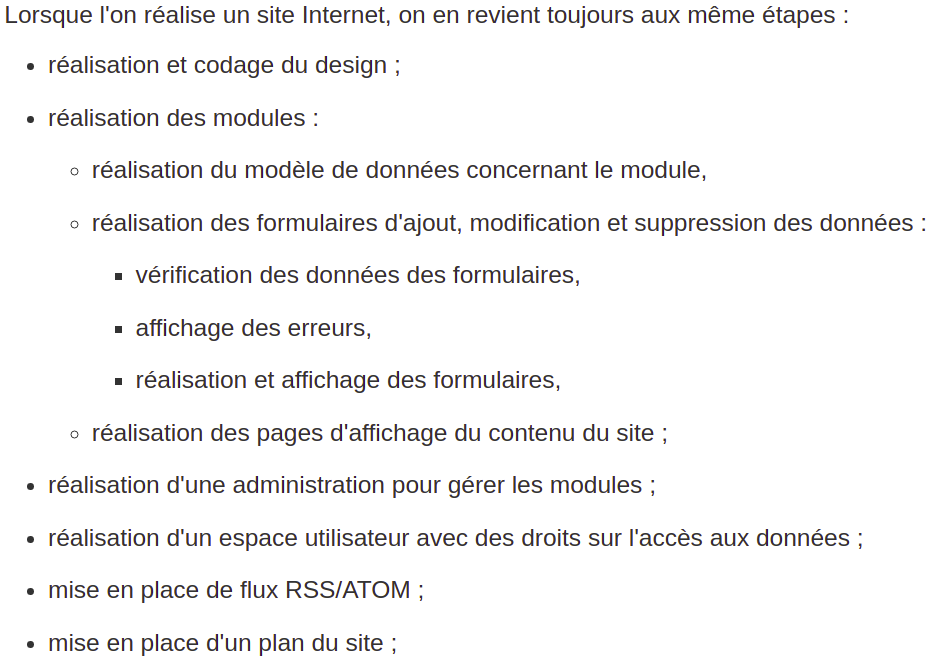 Lorsque l'on réalise un site Internet, on en revient toujours aux même étapes :
réalisation et codage du design ;
réalisation des modules :
réalisation du modèle de données concernant le module,
réalisation des formulaires d'ajout, modification et suppression des données :
vérification des données des formulaires,
affichage des erreurs,
réalisation et affichage des formulaires,
réalisation des pages d'affichage du contenu du site ;
réalisation d'une administration pour gérer les modules ;
réalisation d'un espace utilisateur avec des droits sur l'accès aux données ;
mise en place de flux RSS/ATOM ;
mise en place d'un plan du site ;